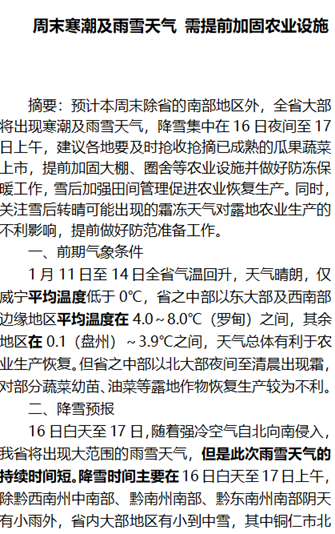 周末寒潮及雨雪天气 需提前加固农业设施
摘要：预计本周末除省的南部地区外，全省大部
将出现寒潮及雨雪天气，降雪集中在 16 日夜间至 17
日上午，建议各地要及时抢收抢摘已成熟的瓜果蔬菜
上市，提前加固大棚、圈舍等农业设施并做好防冻保
暖工作，雪后加强田间管理促进农业恢复生产。同时，
关注雪后转晴可能出现的霜冻天气对露地农业生产的
不利影响，提前做好防范准备工作。
一、前期气象条件
1 月 11 日至 14 日全省气温回升，天气晴朗，仅
威宁平均温度低于 0℃，省之中部以东大部及西南部
边缘地区平均温度在 4.0～8.0℃（罗甸）之间，其余
地区在 0.1（盘州）～3.9℃之间，天气总体有利于农
业生产恢复。但省之中部以北大部夜间至清晨出现霜，
对部分蔬菜幼苗、油菜等露地作物恢复生产较为不利。
二、降雪预报
16 日白天至 17 日，随着强冷空气自北向南侵入，
我省将出现大范围的雨雪天气，但是此次雨雪天气的
持续时间短。降雪时间主要在 16 日白天至 17 日上午，
除黔西南州中南部、黔南州南部、黔东南州南部阴天
有小雨外，省内大部地区有小到中雪，其中铜仁市北